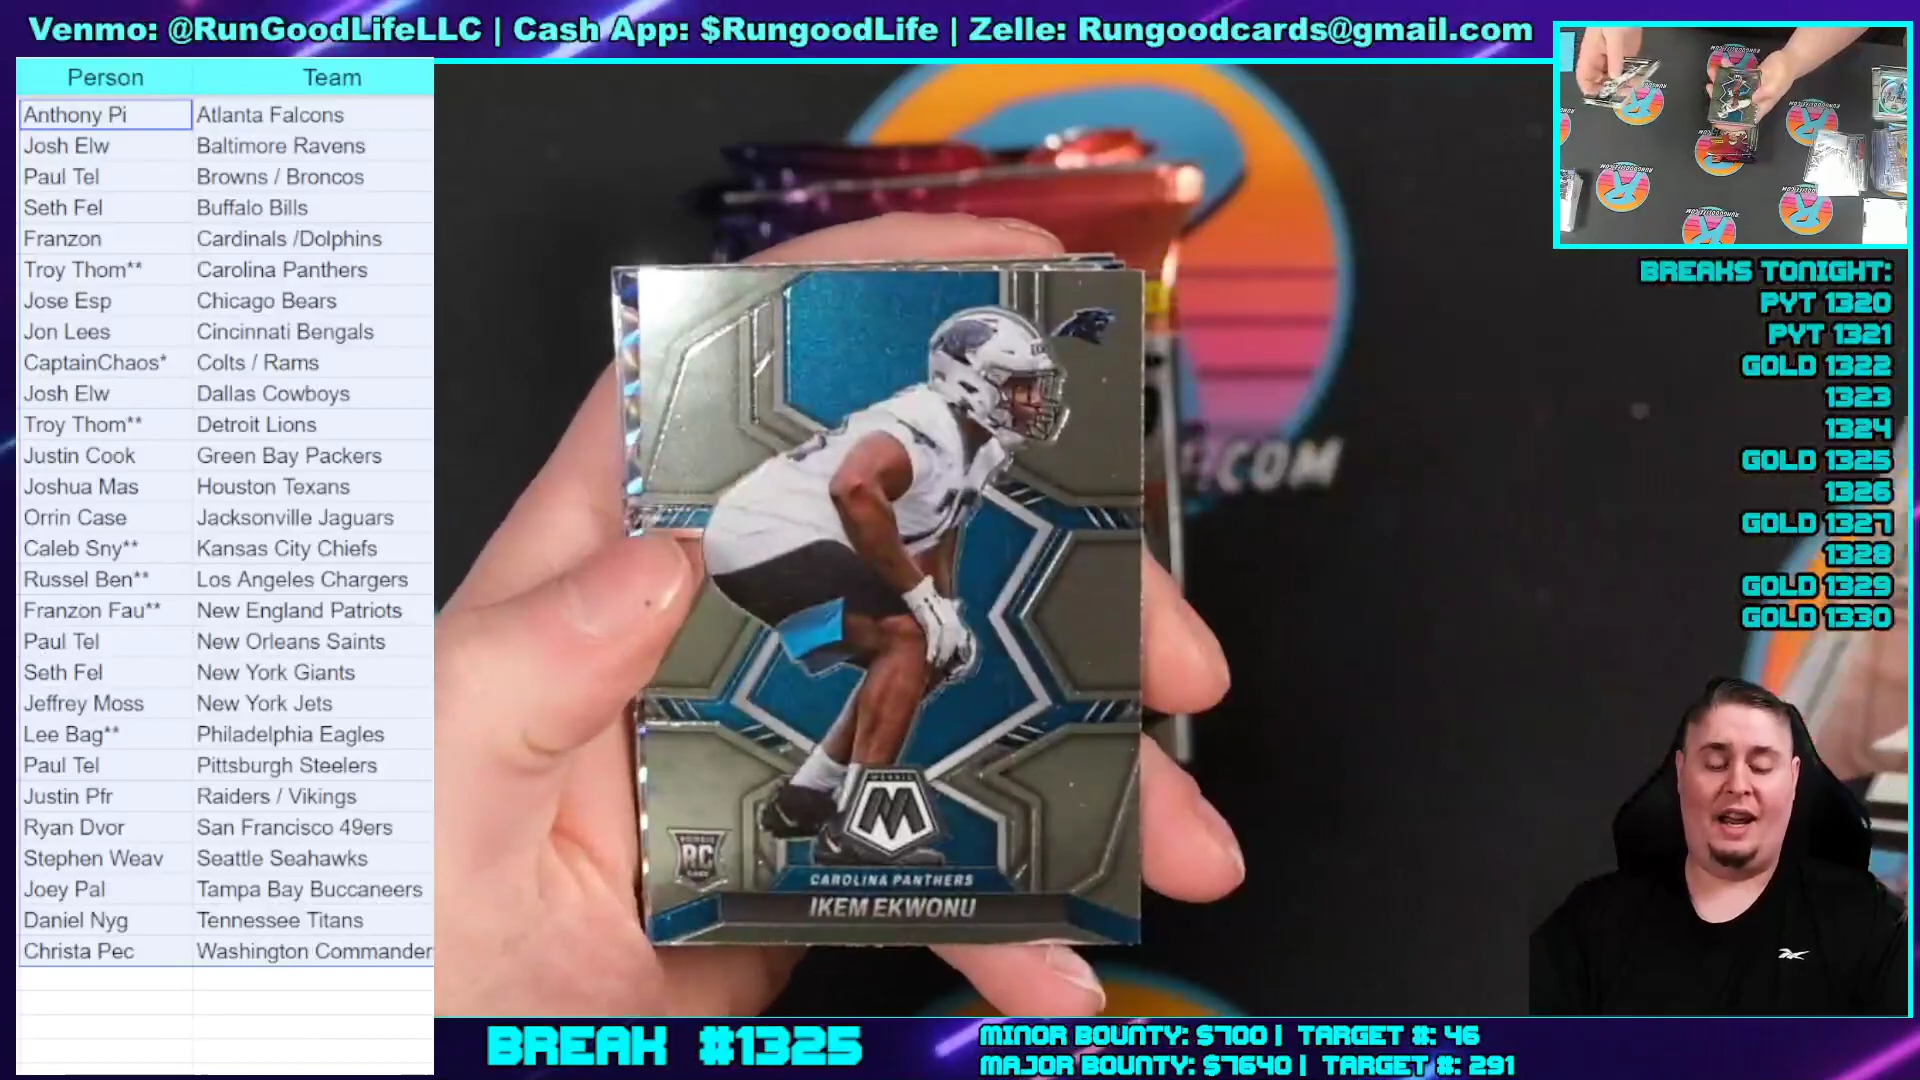 Venmo: @RunGoodLifeLLC | Cash App: $RungoodLife | Zelle: Rungoodcards@gmail.com
Person Team
Anthony Pi Atlanta Falcons
Josh Elw Baltimore Ravens
Paul Tel Browns / Broncos
Seth Fel Buffalo Bills
Franzon Cardinals /Dolphins
Troy Thom** Carolina Panthers
Jose Esp Chicago Bears
Jon Lees Cincinnati Bengals
CaptainChaos* Colts / Rams
Josh Elw Dallas Cowboys
Troy Thom** Detroit Lions
Justin Cook Green Bay Packers
Joshua Mas Houston Texans
Orrin Case Jacksonville Jaguars
Caleb Sny** Kansas City Chiefs
Russel Ben** Los Angeles Chargers
Franzon Fau** New England Patriots
Paul Tel New Orleans Saints
Seth Fel New York Giants
Jeffrey Moss New York Jets
Lee Bag** Philadelphia Eagles
Paul Tel Pittsburgh Steelers
Justin Pfr Raiders / Vikings
Ryan Dvor San Francisco 49ers
Stephen Weav Seattle Seahawks
Joey Pal Tampa Bay Buccaneers
Daniel Nyg Tennessee Titans
Christa Pec Washington Commander
.COM
MOSAIC
ROOKIE
RC
CARD
CAROLINA PANTHERS
IKEM EKWONU
BREAKS TONIGHT:
PYT 1320
PYT 1321
GOLD 1322
1323
1324
GOLD 1325
1326
GOLD 1327
1328
GOLD 1329
GOLD 1330
BREAK #1325
MINOR BOUNTY: $700 | TARGET #: 46
MAJOR BOUNTY: $7640 | TARGET #: 291